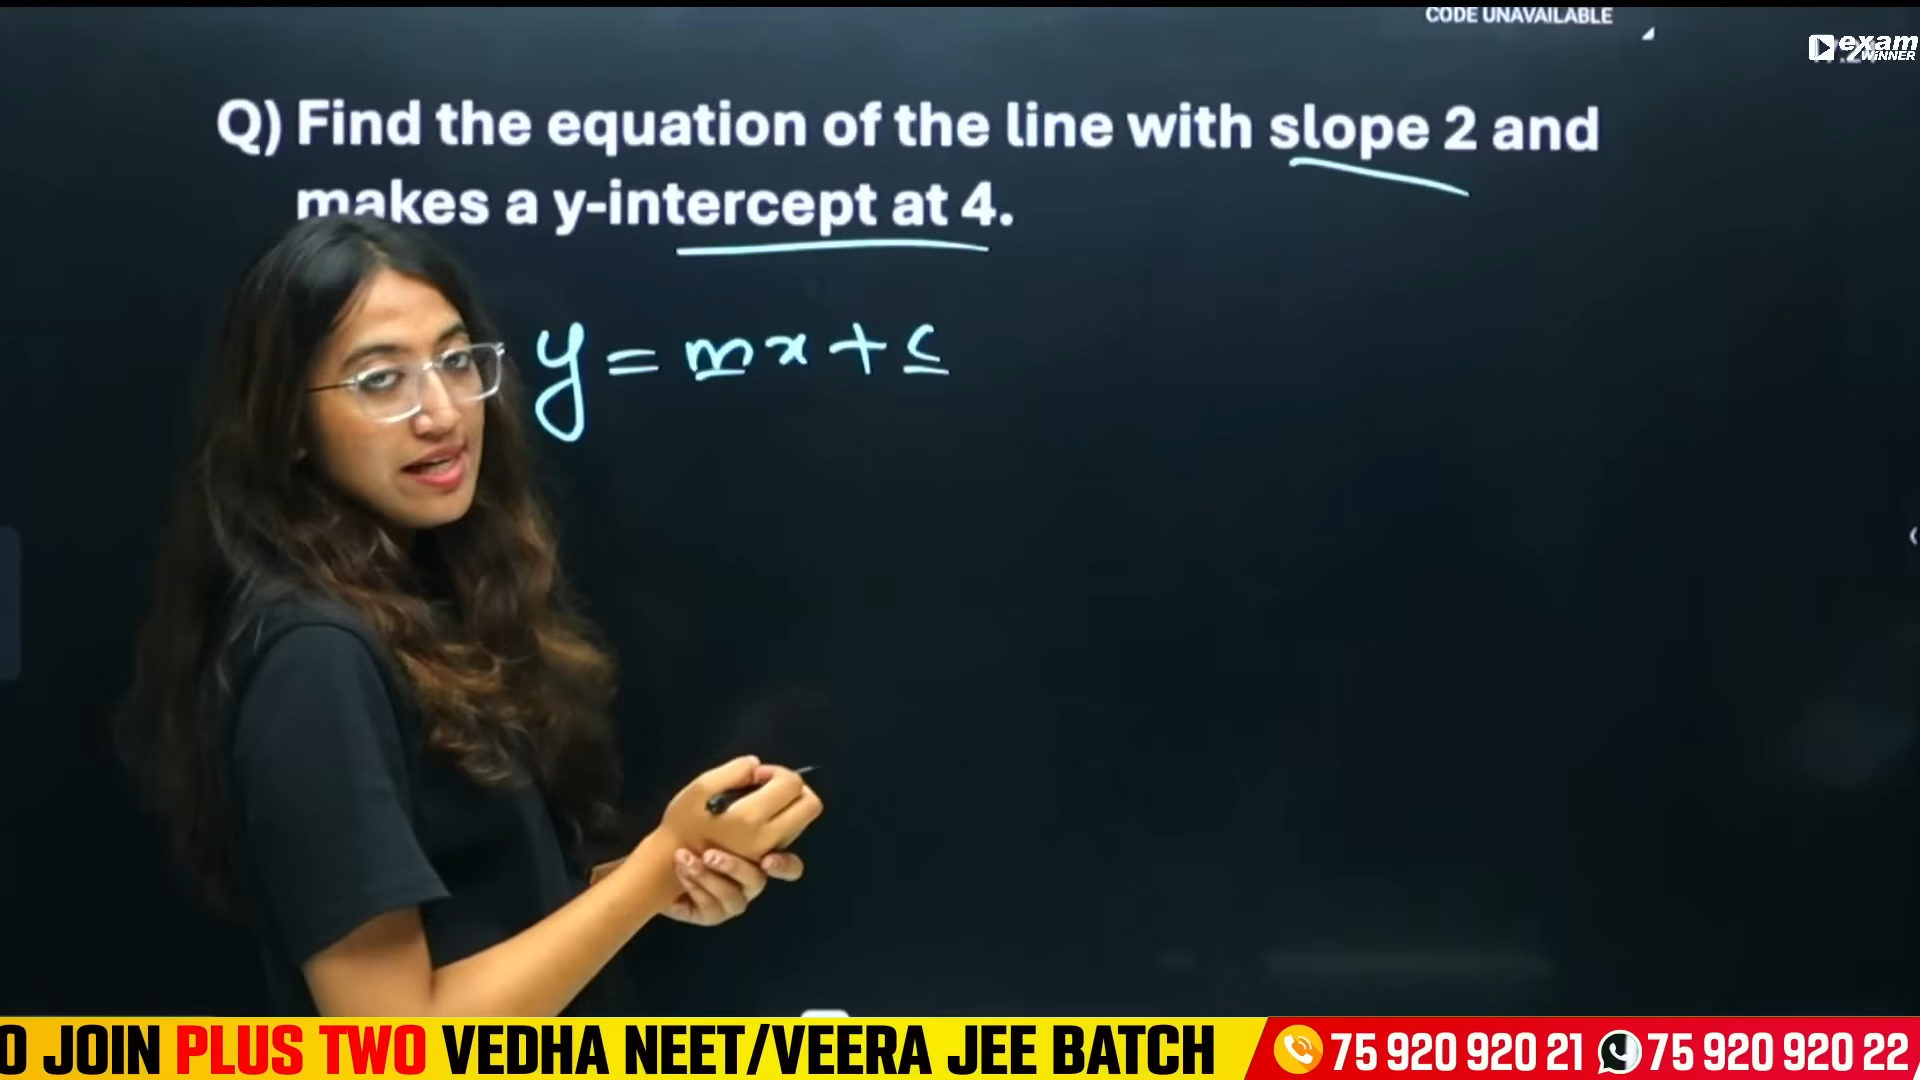 CODE UNAVAILABLE
exam
WINNER
Q) Find the equation of the line with slope 2 and
makes a y-intercept at 4.
y = mx + c
O JOIN PLUS TWO VEDHA NEET/VEERA JEE BATCH
75 920 920 21
75 920 920 22